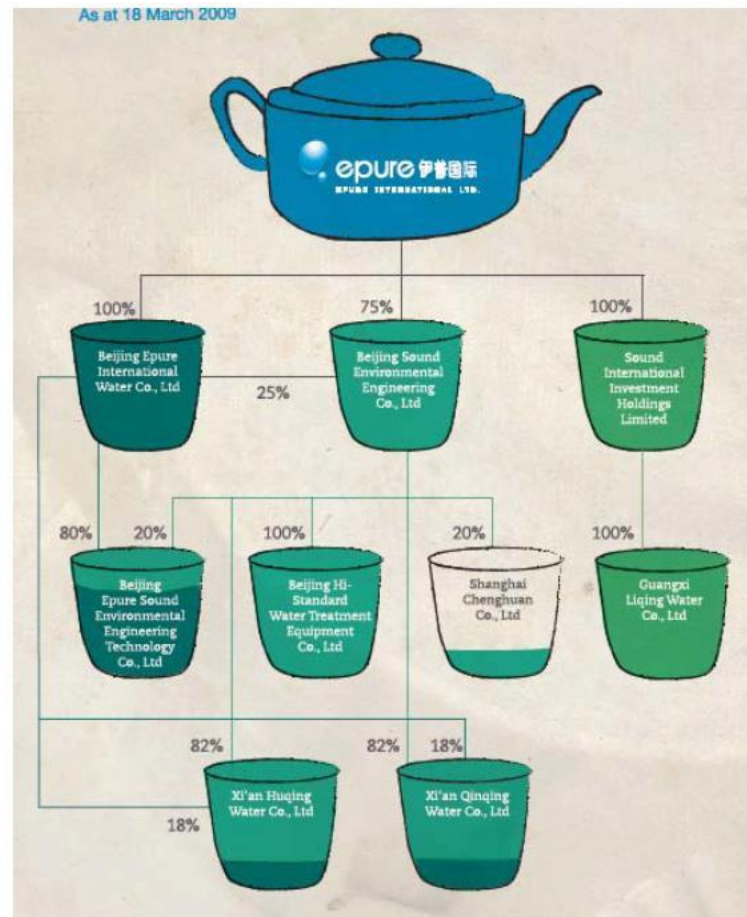 As at 18 March 2009
epure 伊普国际
EPURE INTERNATIONAL LTD.
100%
75%
100%
Beijing Epure
International
Water Co., Ltd
Beijing Sound
Environmental
Engineering
Co., Ltd
Sound
International
Investment
Holdings
Limited
25%
80%
20%
100%
20%
100%
Beijing
Epure Sound
Environmental
Engineering
Technology
Co., Ltd
Beijing Hi-
Standard
Water Treatment
Equipment
Co., Ltd
Shanghai
Chenghuan
Co., Ltd
Guangxi
Liqing Water
Co., Ltd
82%
82%
18%
Xi'an Huqing
Water Co., Ltd
Xi'an Qinqing
Water Co., Ltd
18%